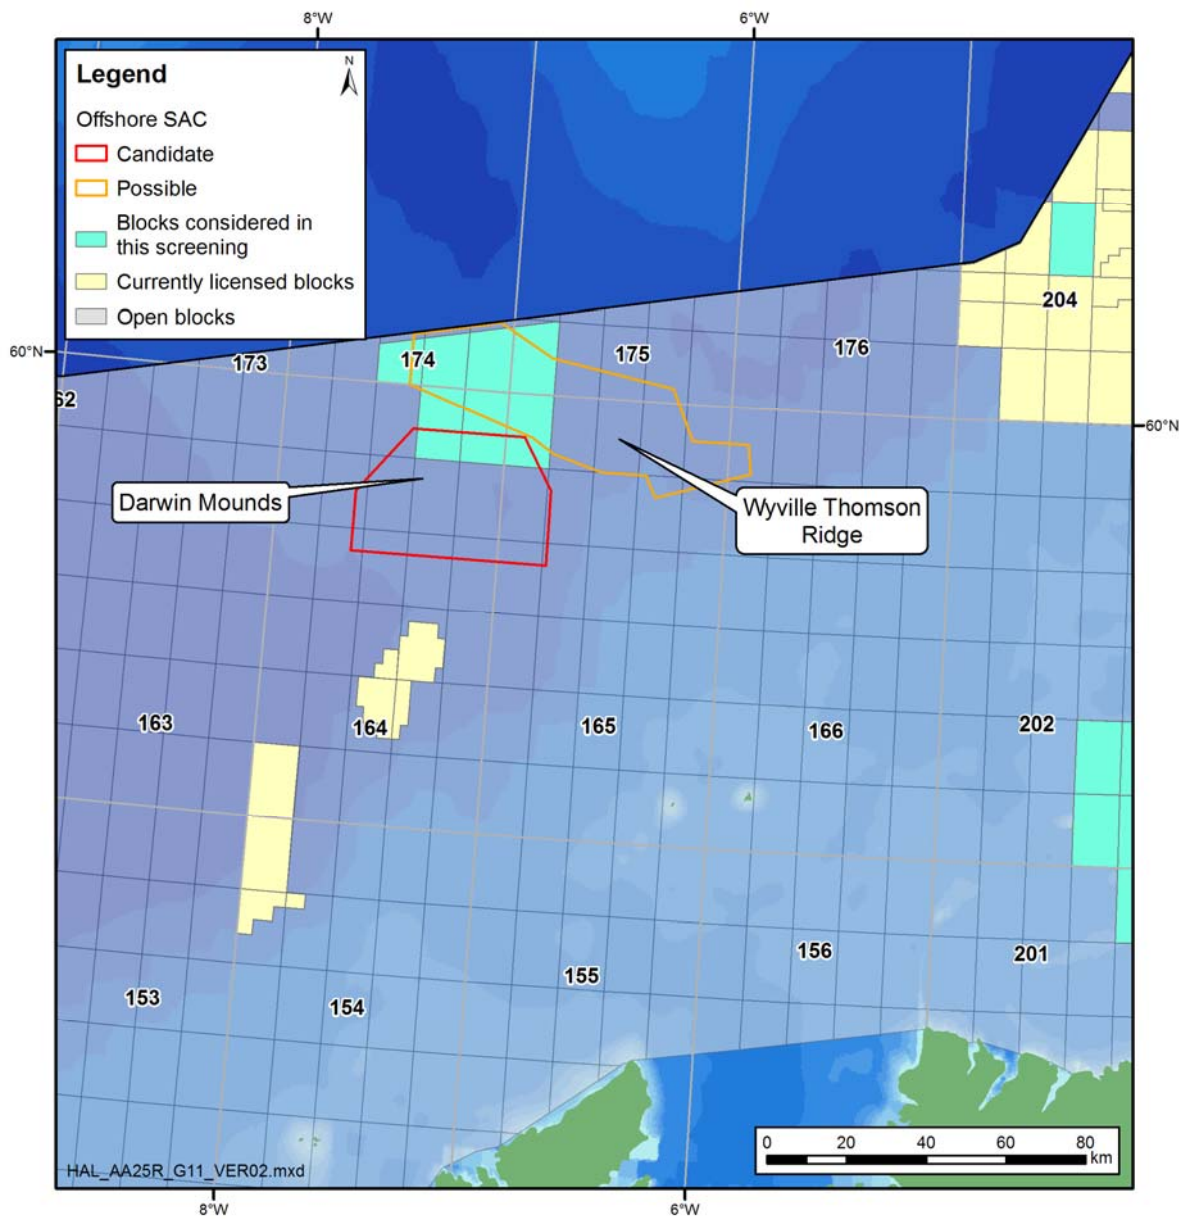 8°W
6°W
Legend
N
Offshore SAC
Candidate
Possible
Blocks considered in
this screening
Currently licensed blocks
Open blocks
204
60°N
173
174
175
176
62
60°N
Darwin Mounds
Wyville Thomson
Ridge
163
164
165
166
202
153
154
155
156
201
0 20 40 60 80
km
HAL_AA25R_G11_VER02.mxd
8°W
6°W